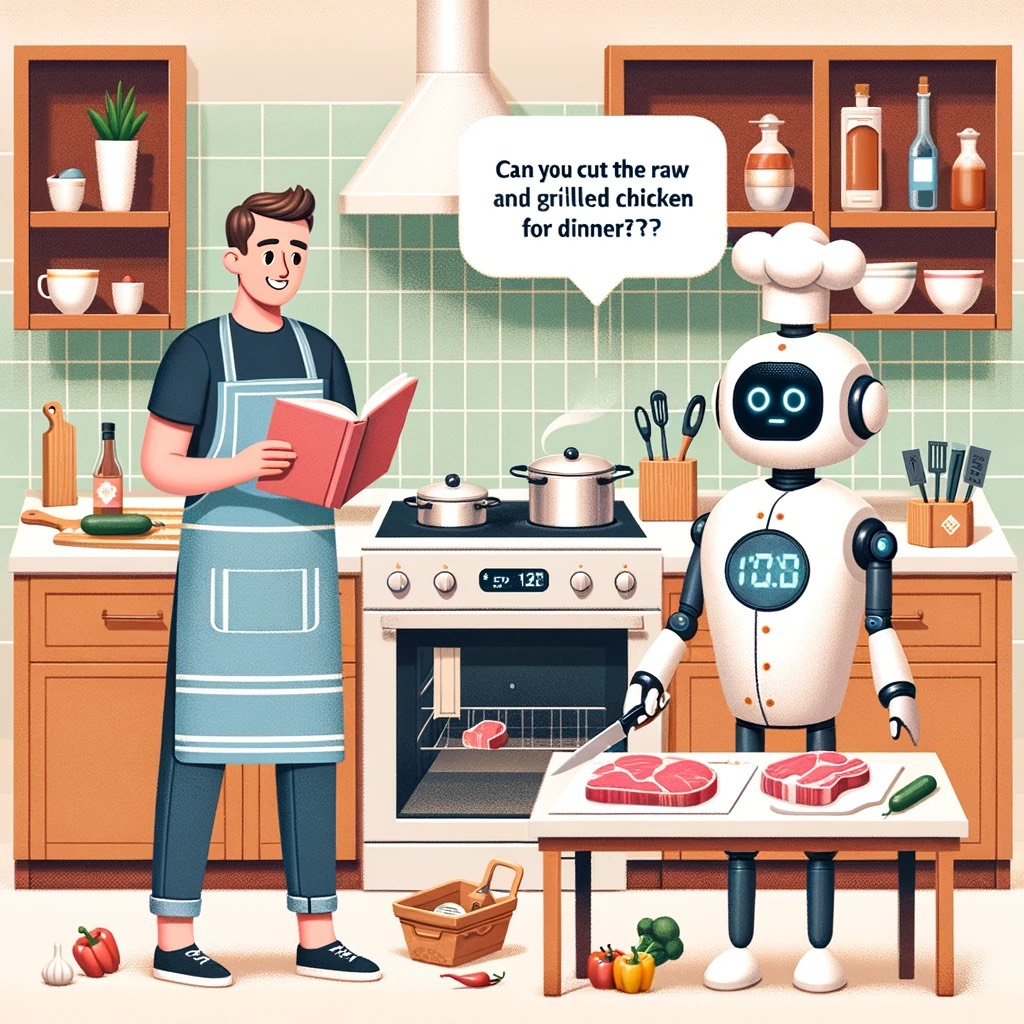 Can you cut the raw
and grillled chicken
for dinner???